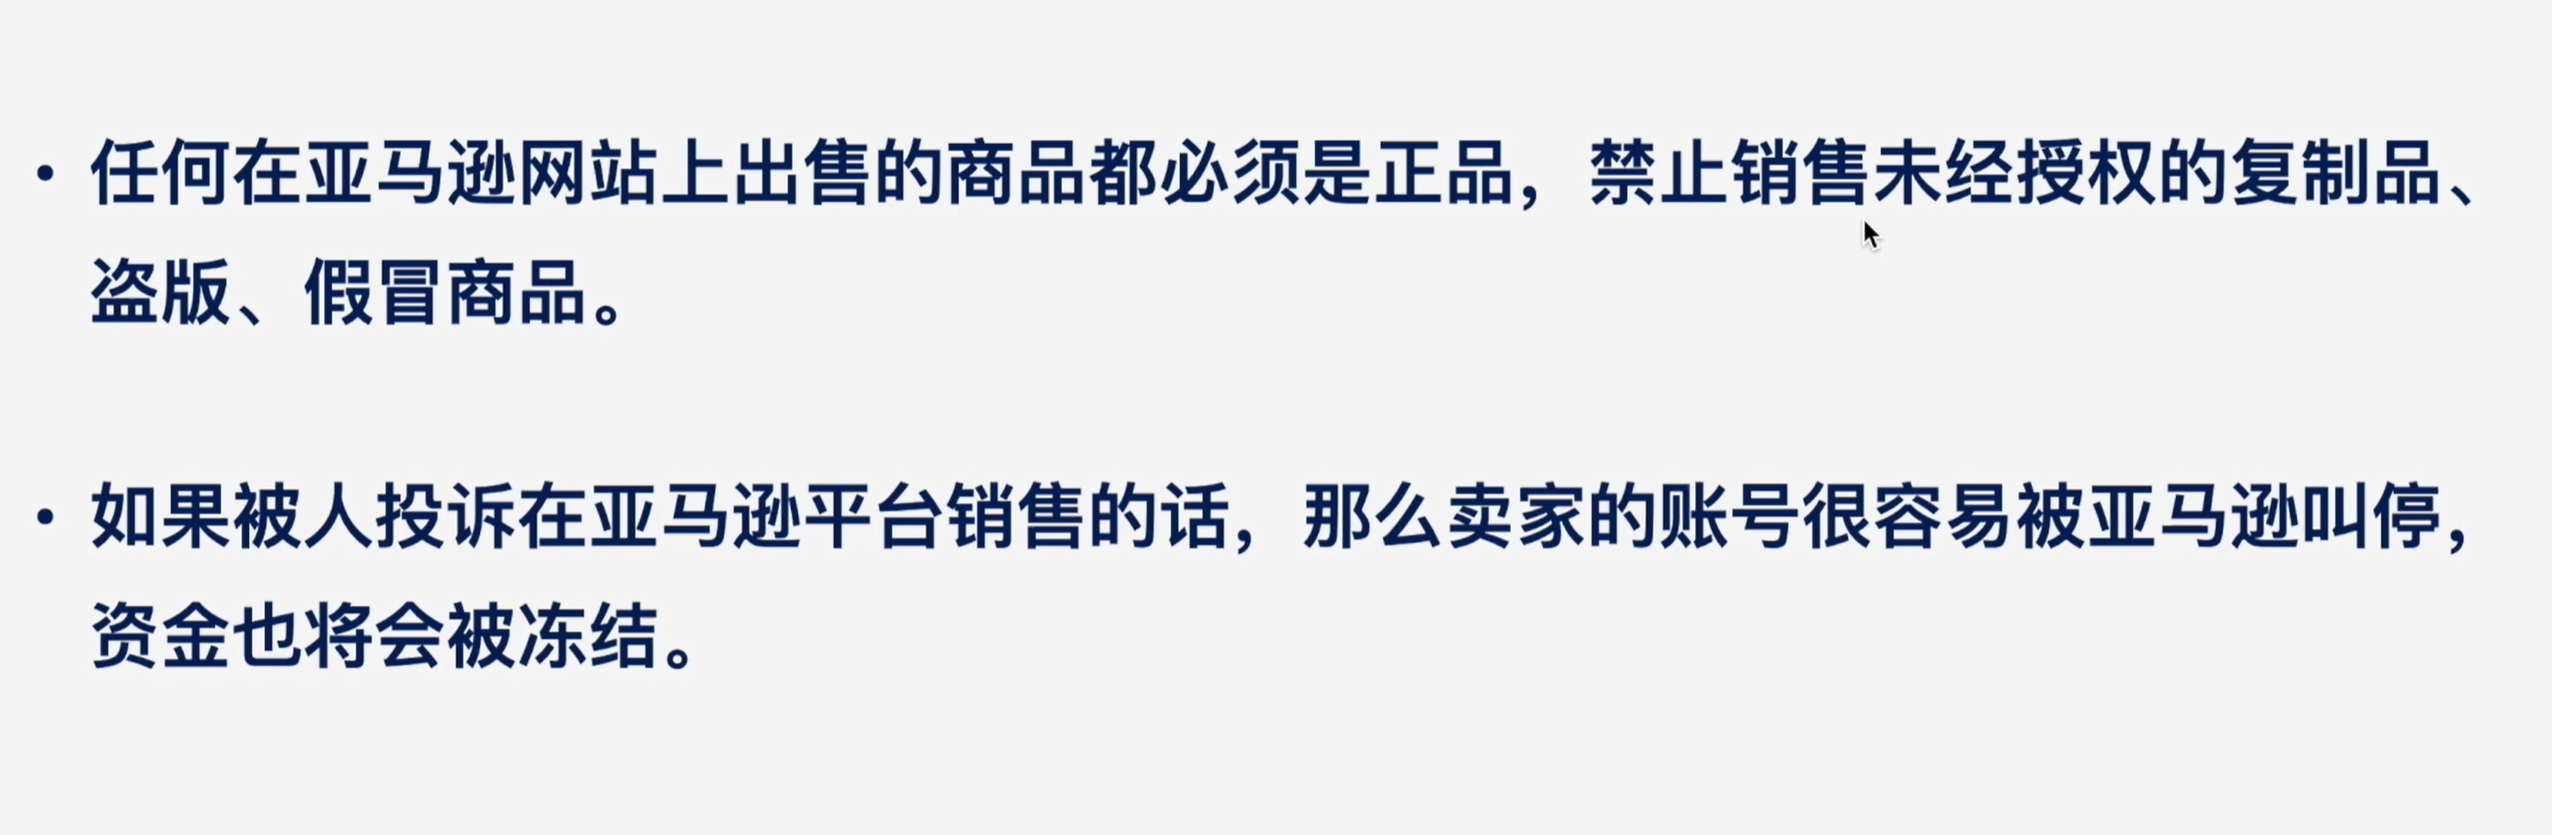 • 任何在亚马逊网站上出售的商品都必须是正品，禁止销售未经授权的复制品、
盗版、假冒商品。
• 如果被人投诉在亚马逊平台销售的话，那么卖家的账号很容易被亚马逊叫停，
资金也将会被冻结。